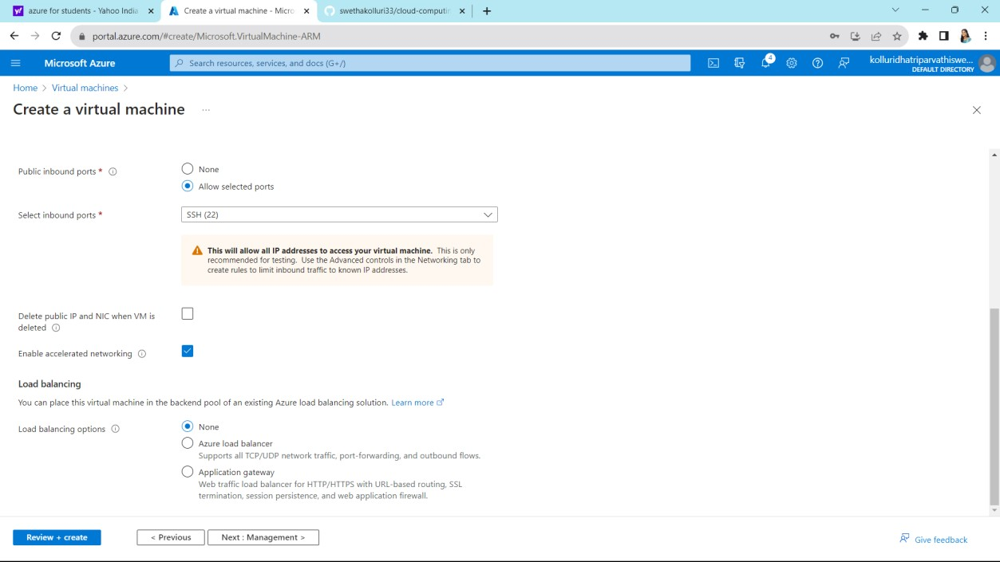 azure for students - Yahoo India
Create a virtual machine - Micro
swethakolluri33/cloud-computin
portal.azure.com/#create/Microsoft.VirtualMachine-ARM
Microsoft Azure
Search resources, services, and docs (G+/)
4
kolluridhatriparvathiswe...
DEFAULT DIRECTORY
Home > Virtual machines >
Create a virtual machine ...
Public inbound ports *
None
Allow selected ports
Select inbound ports *
SSH (22)
This will allow all IP addresses to access your virtual machine. This is only
recommended for testing. Use the Advanced controls in the Networking tab to
create rules to limit inbound traffic to known IP addresses.
Delete public IP and NIC when VM is
deleted
Enable accelerated networking
Load balancing
You can place this virtual machine in the backend pool of an existing Azure load balancing solution. Learn more
Load balancing options
None
Azure load balancer
Supports all TCP/UDP network traffic, port-forwarding, and outbound flows.
Application gateway
Web traffic load balancer for HTTP/HTTPS with URL-based routing, SSL
termination, session persistence, and web application firewall.
Review + create
< Previous
Next : Management >
Give feedback